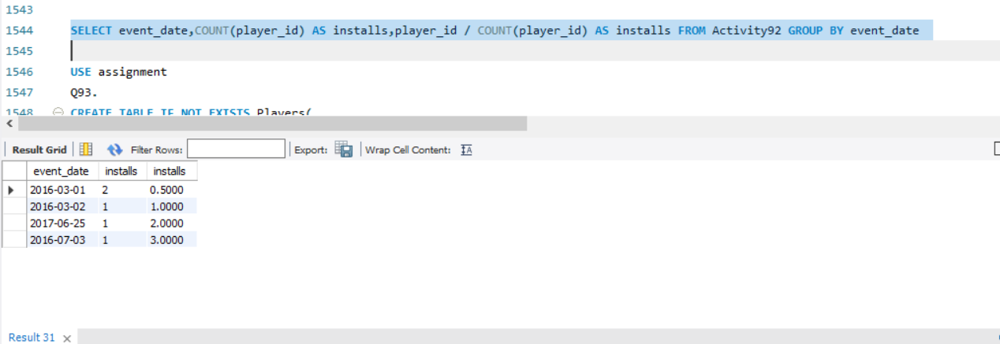 1543
1544 SELECT event_date,COUNT(player_id) AS installs,player_id / COUNT(player_id) AS installs FROM Activity92 GROUP BY event_date
1545
1546 USE assignment
1547 Q93.
1548 CREATE TABLE IF NOT EXISTS Players(
Result Grid Filter Rows: Export: Wrap Cell Content: IA
event_date installs installs
2016-03-01 2 0.5000
2016-03-02 1 1.0000
2017-06-25 1 2.0000
2016-07-03 1 3.0000
Result 31 ×